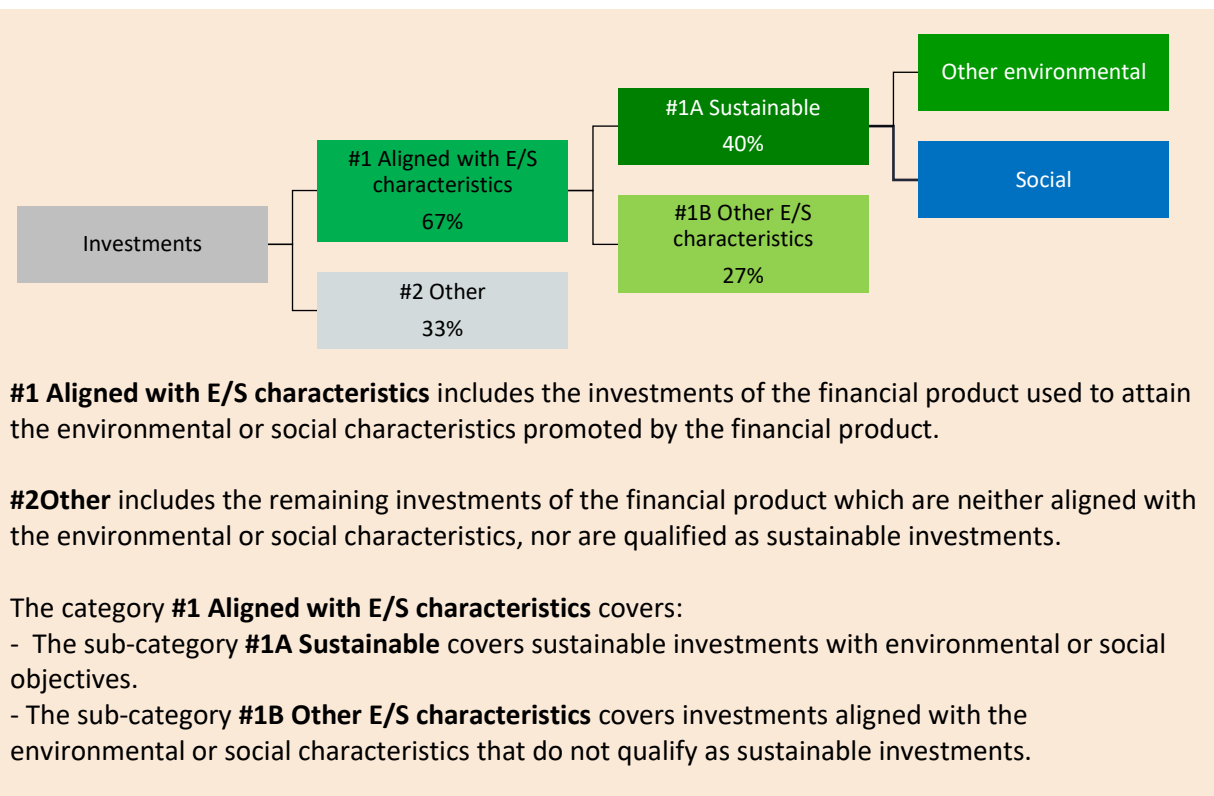 Investments
#1 Aligned with E/S
characteristics
67%
#2 Other
33%
#1A Sustainable
40%
#1B Other E/S
characteristics
27%
Other environmental
Social
#1 Aligned with E/S characteristics includes the investments of the financial product used to attain
the environmental or social characteristics promoted by the financial product.
#2Other includes the remaining investments of the financial product which are neither aligned with
the environmental or social characteristics, nor are qualified as sustainable investments.
The category #1 Aligned with E/S characteristics covers:
- The sub-category #1A Sustainable covers sustainable investments with environmental or social
objectives.
- The sub-category #1B Other E/S characteristics covers investments aligned with the
environmental or social characteristics that do not qualify as sustainable investments.